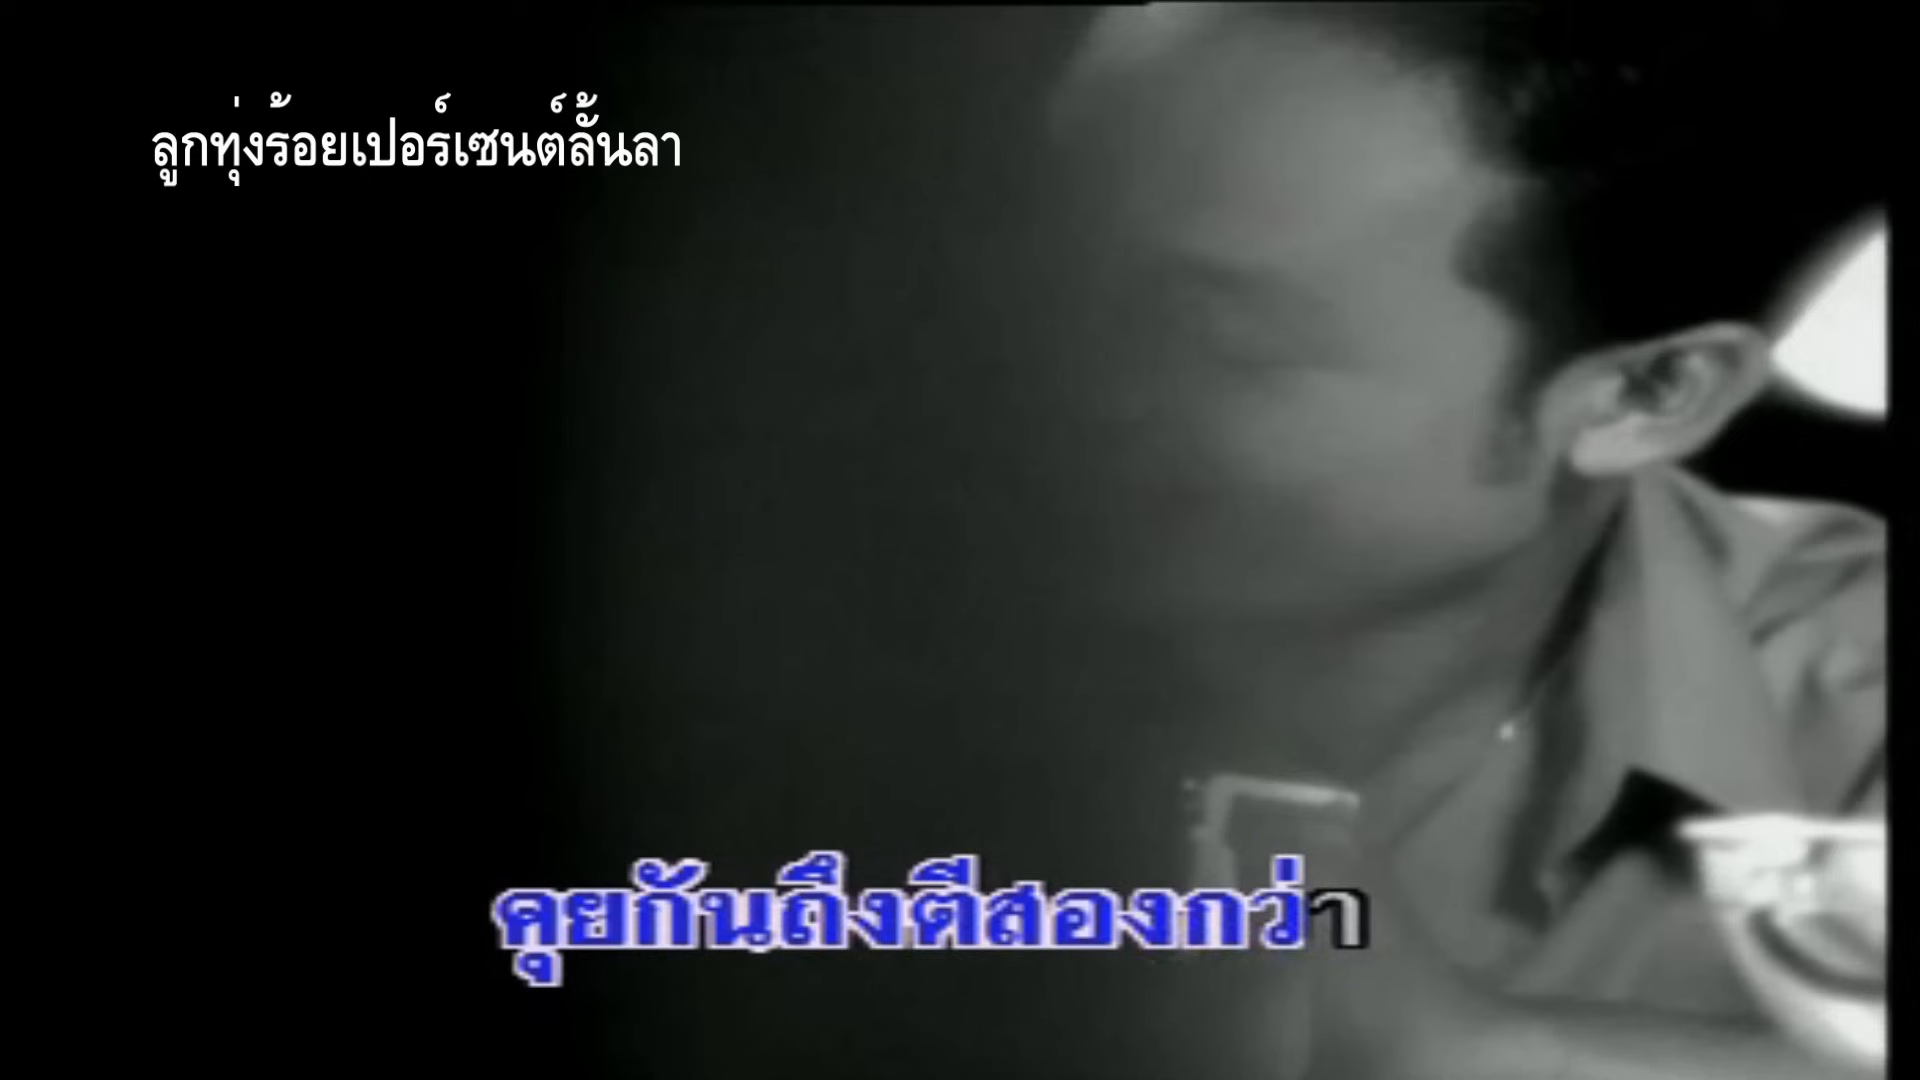 ลูกทุ่งร้อยเปอร์เซนต์ลั้นลา
คุยกันถึงตีสองกว่า